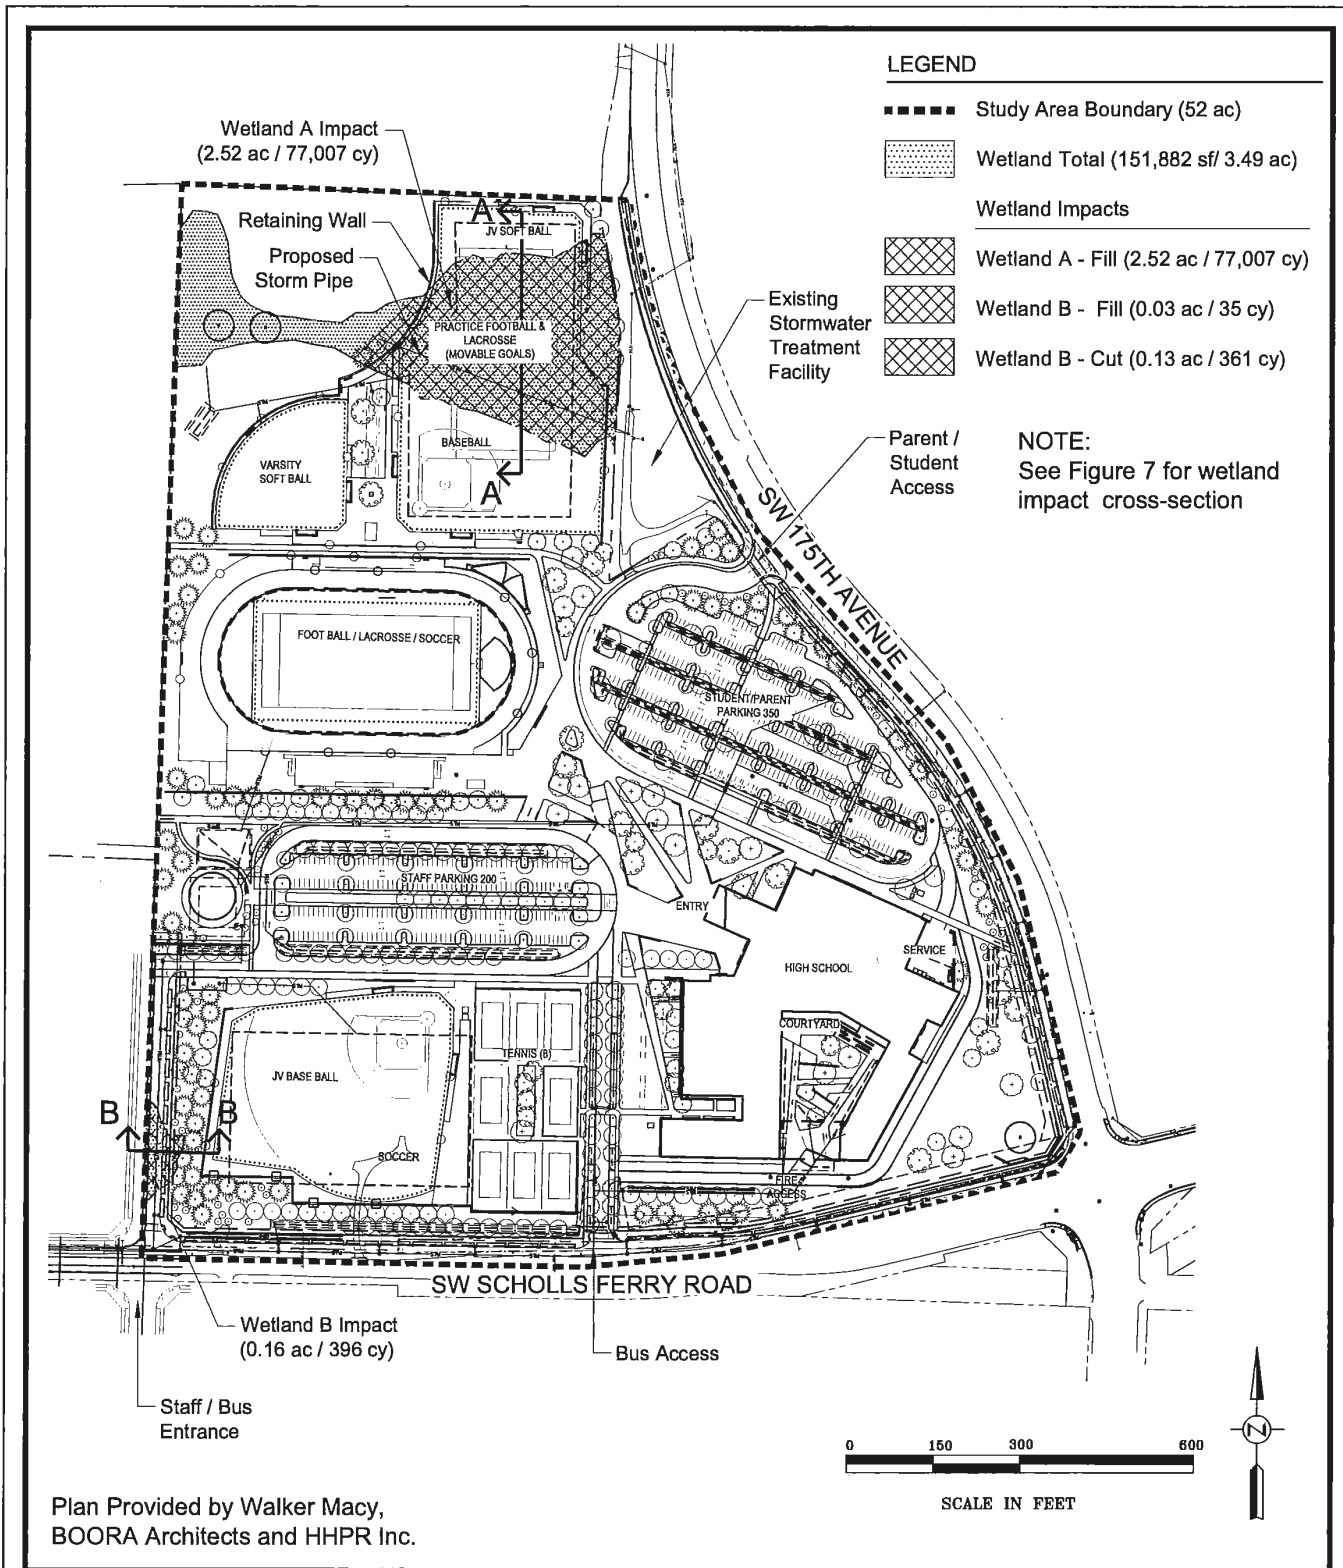 LEGEND
Study Area Boundary (52 ac)
Wetland Total (151,882 sf/ 3.49 ac)
Wetland Impacts
Wetland A - Fill (2.52 ac / 77,007 cy)
Wetland B - Fill (0.03 ac / 35 cy)
Wetland B - Cut (0.13 ac / 361 cy)
NOTE:
See Figure 7 for wetland
impact cross-section
Wetland A Impact
(2.52 ac / 77,007 cy)
Retaining Wall
Proposed
Storm Pipe
A
JV SOFT BALL
PRACTICE FOOTBALL &
LACROSSE
(MOVABLE GOALS)
Existing
Stormwater
Treatment
Facility
Parent /
Student
Access
BASEBALL
A
VARSITY
SOFT BALL
SW 175TH AVENUE
FOOT BALL / LACROSSE / SOCCER
STUDENT/PARENT
PARKING 350
STAFF PARKING 200
ENTRY
HIGH SCHOOL
SERVICE
COURTYARD
TENNIS (8)
JV BASE BALL
B
B
SOCCER
FIRE
ACCESS
SW SCHOLLS FERRY ROAD
Wetland B Impact
(0.16 ac / 396 cy)
Bus Access
Staff / Bus
Entrance
0 150 300 600
SCALE IN FEET
N
Plan Provided by Walker Macy,
BOORA Architects and HHPR Inc.